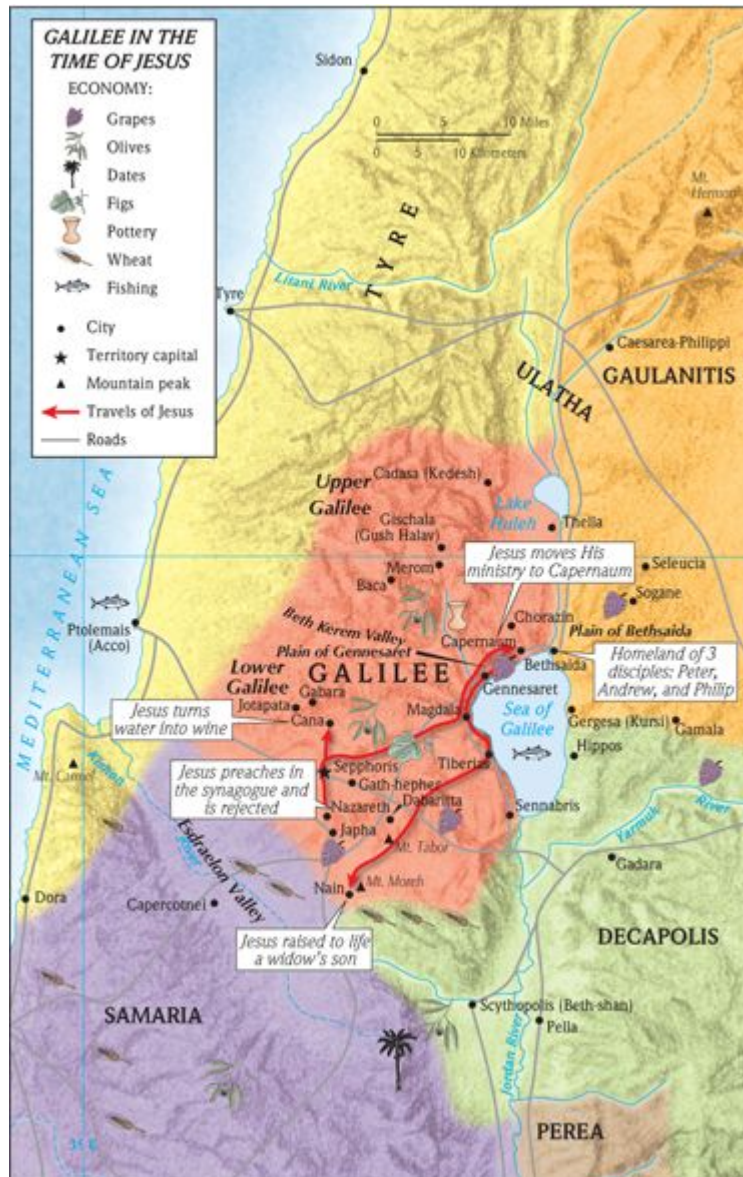 GALILEE IN THE
TIME OF JESUS
ECONOMY:
Grapes
Olives
Dates
Figs
Pottery
Wheat
Fishing
City
Territory capital
Mountain peak
Travels of Jesus
Roads
Sidon
0 5 10 Miles
0 5 10 Kilometers
Mt.
Hermon
TYRE
Litani River
Tyre
Caesarea-Philippi
ULATHA
GAULANITIS
MEDITERRANEAN SEA
Upper
Galilee
Cadasa (Kedesh)
Lake
Huleh
Thella
Gischala
(Gush Halav)
Jesus moves His
ministry to Capernaum
Merom
Baca
Seleucia
Sogane
Ptolemais
(Acco)
Chorazin
Beth Kerem Valley
Capernaum
Plain of Bethsaida
Plain of Gennesaret
Bethsaida
Homeland of 3
disciples: Peter,
Andrew, and Philip
Lower
Galilee
GALILEE
Gennesaret
Gabara
Jotapata
Cana
Magdala
Sea of
Galilee
Gergesa (Kursi)
Gamala
Jesus turns
water into wine
Hippos
Tiberias
Mt. Carmel
Kishon
River
Sepphoris
Gath-hepher
Jesus preaches in
the synagogue and
is rejected
Nazareth
Dabaritta
Sennabris
Yarmuk River
Japha
Mt. Tabor
Esdraelon Valley
Gadara
Nain
Mt. Moreh
Dora
Capercotnei
Jesus raised to life
a widow's son
DECAPOLIS
SAMARIA
Scythopolis (Beth-shan)
Pella
Jordan River
PEREA
35 E